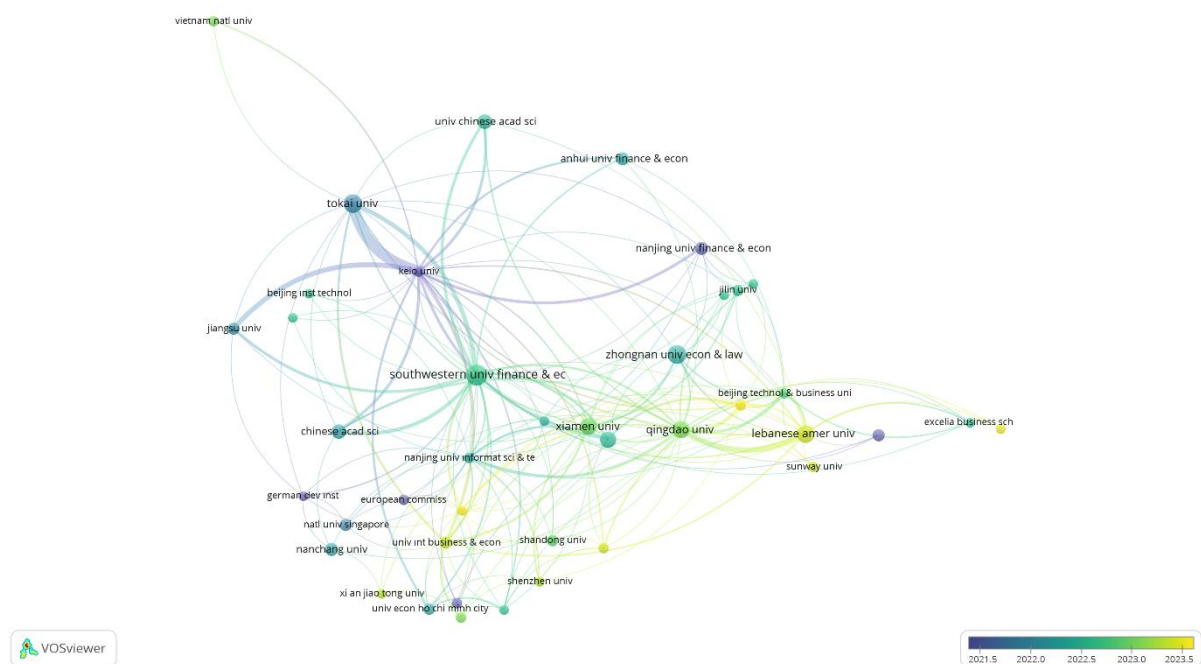 vietnam natl univ
univ chinese acad sci
anhui univ finance & econ
tokai univ
nanjing univ finance & econ
keio univ
beijing inst technol
jilin univ
jiangsu univ
zhongnan univ econ & law
southwestern univ finance & ec
beijing technol & business uni
excelia business sch
xiamen univ
qingdao univ
lebanese amer univ
chinese acad sci
nanjing univ informat sci & te
sunway univ
german dev inst
european commiss
natl univ singapore
nanchang univ
univ int business & econ
shandong univ
shenzhen univ
xi an jiao tong univ
univ econ ho chi minh city
VOSviewer
2021.5 2022.0 2022.5 2023.0 2023.5